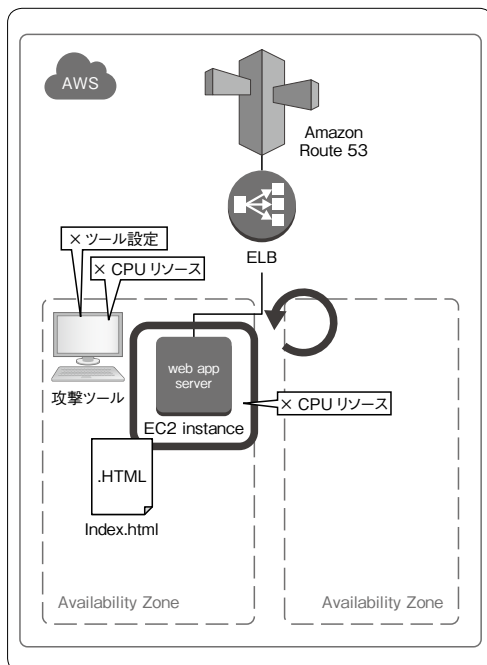 AWS
Amazon
Route 53
ELB
× ツール設定
× CPU リソース
攻撃ツール
web app
server
EC2 instance
× CPU リソース
.HTML
Index.html
Availability Zone
Availability Zone